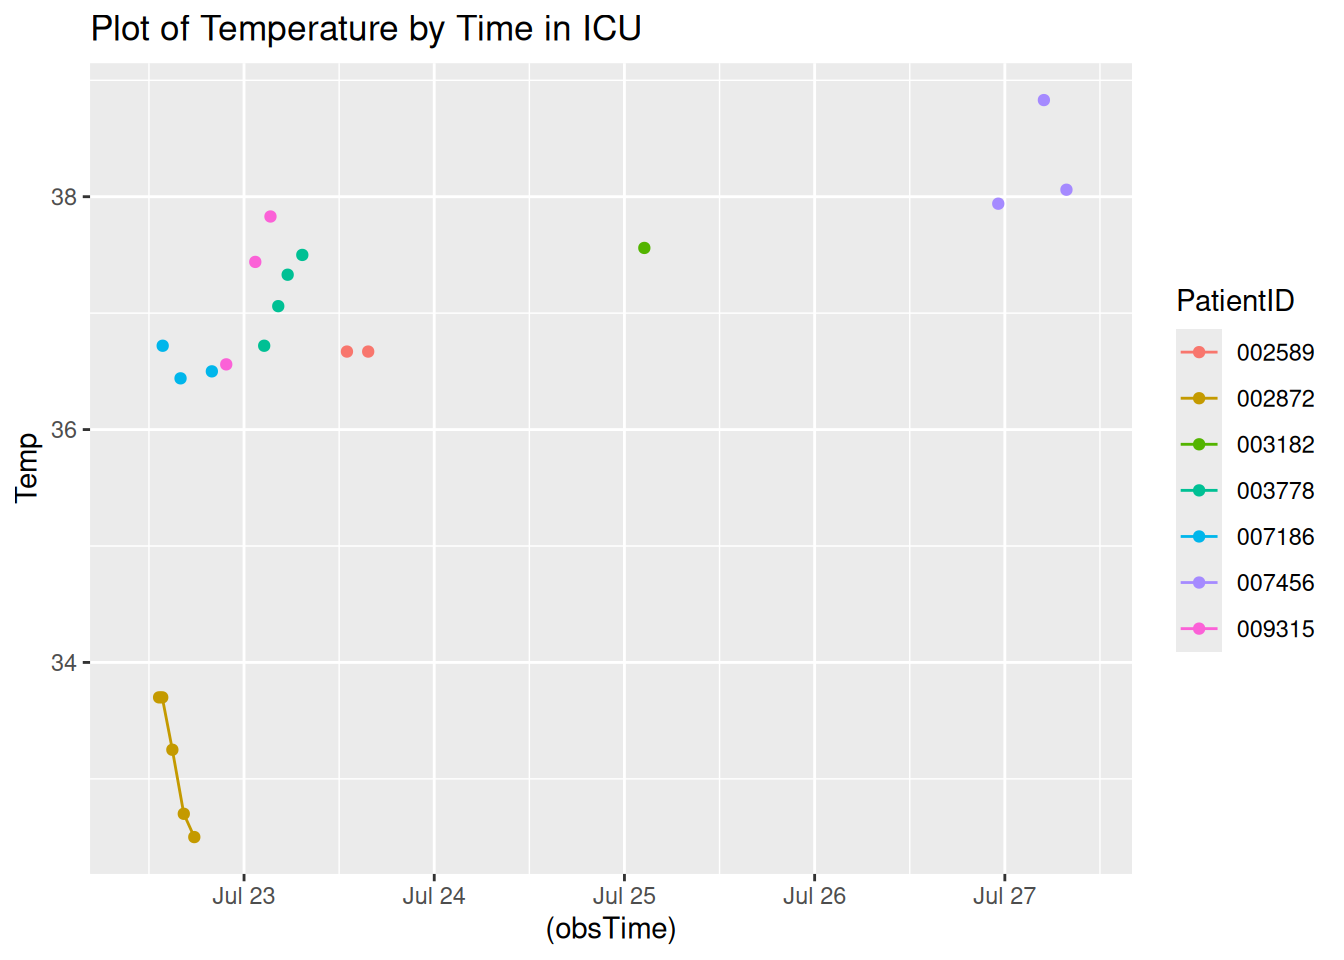 Plot of Temperature by Time in ICU
38
36
34
Temp
Jul 23
Jul 24
Jul 25
Jul 26
Jul 27
(obsTime)
PatientID
002589
002872
003182
003778
007186
007456
009315